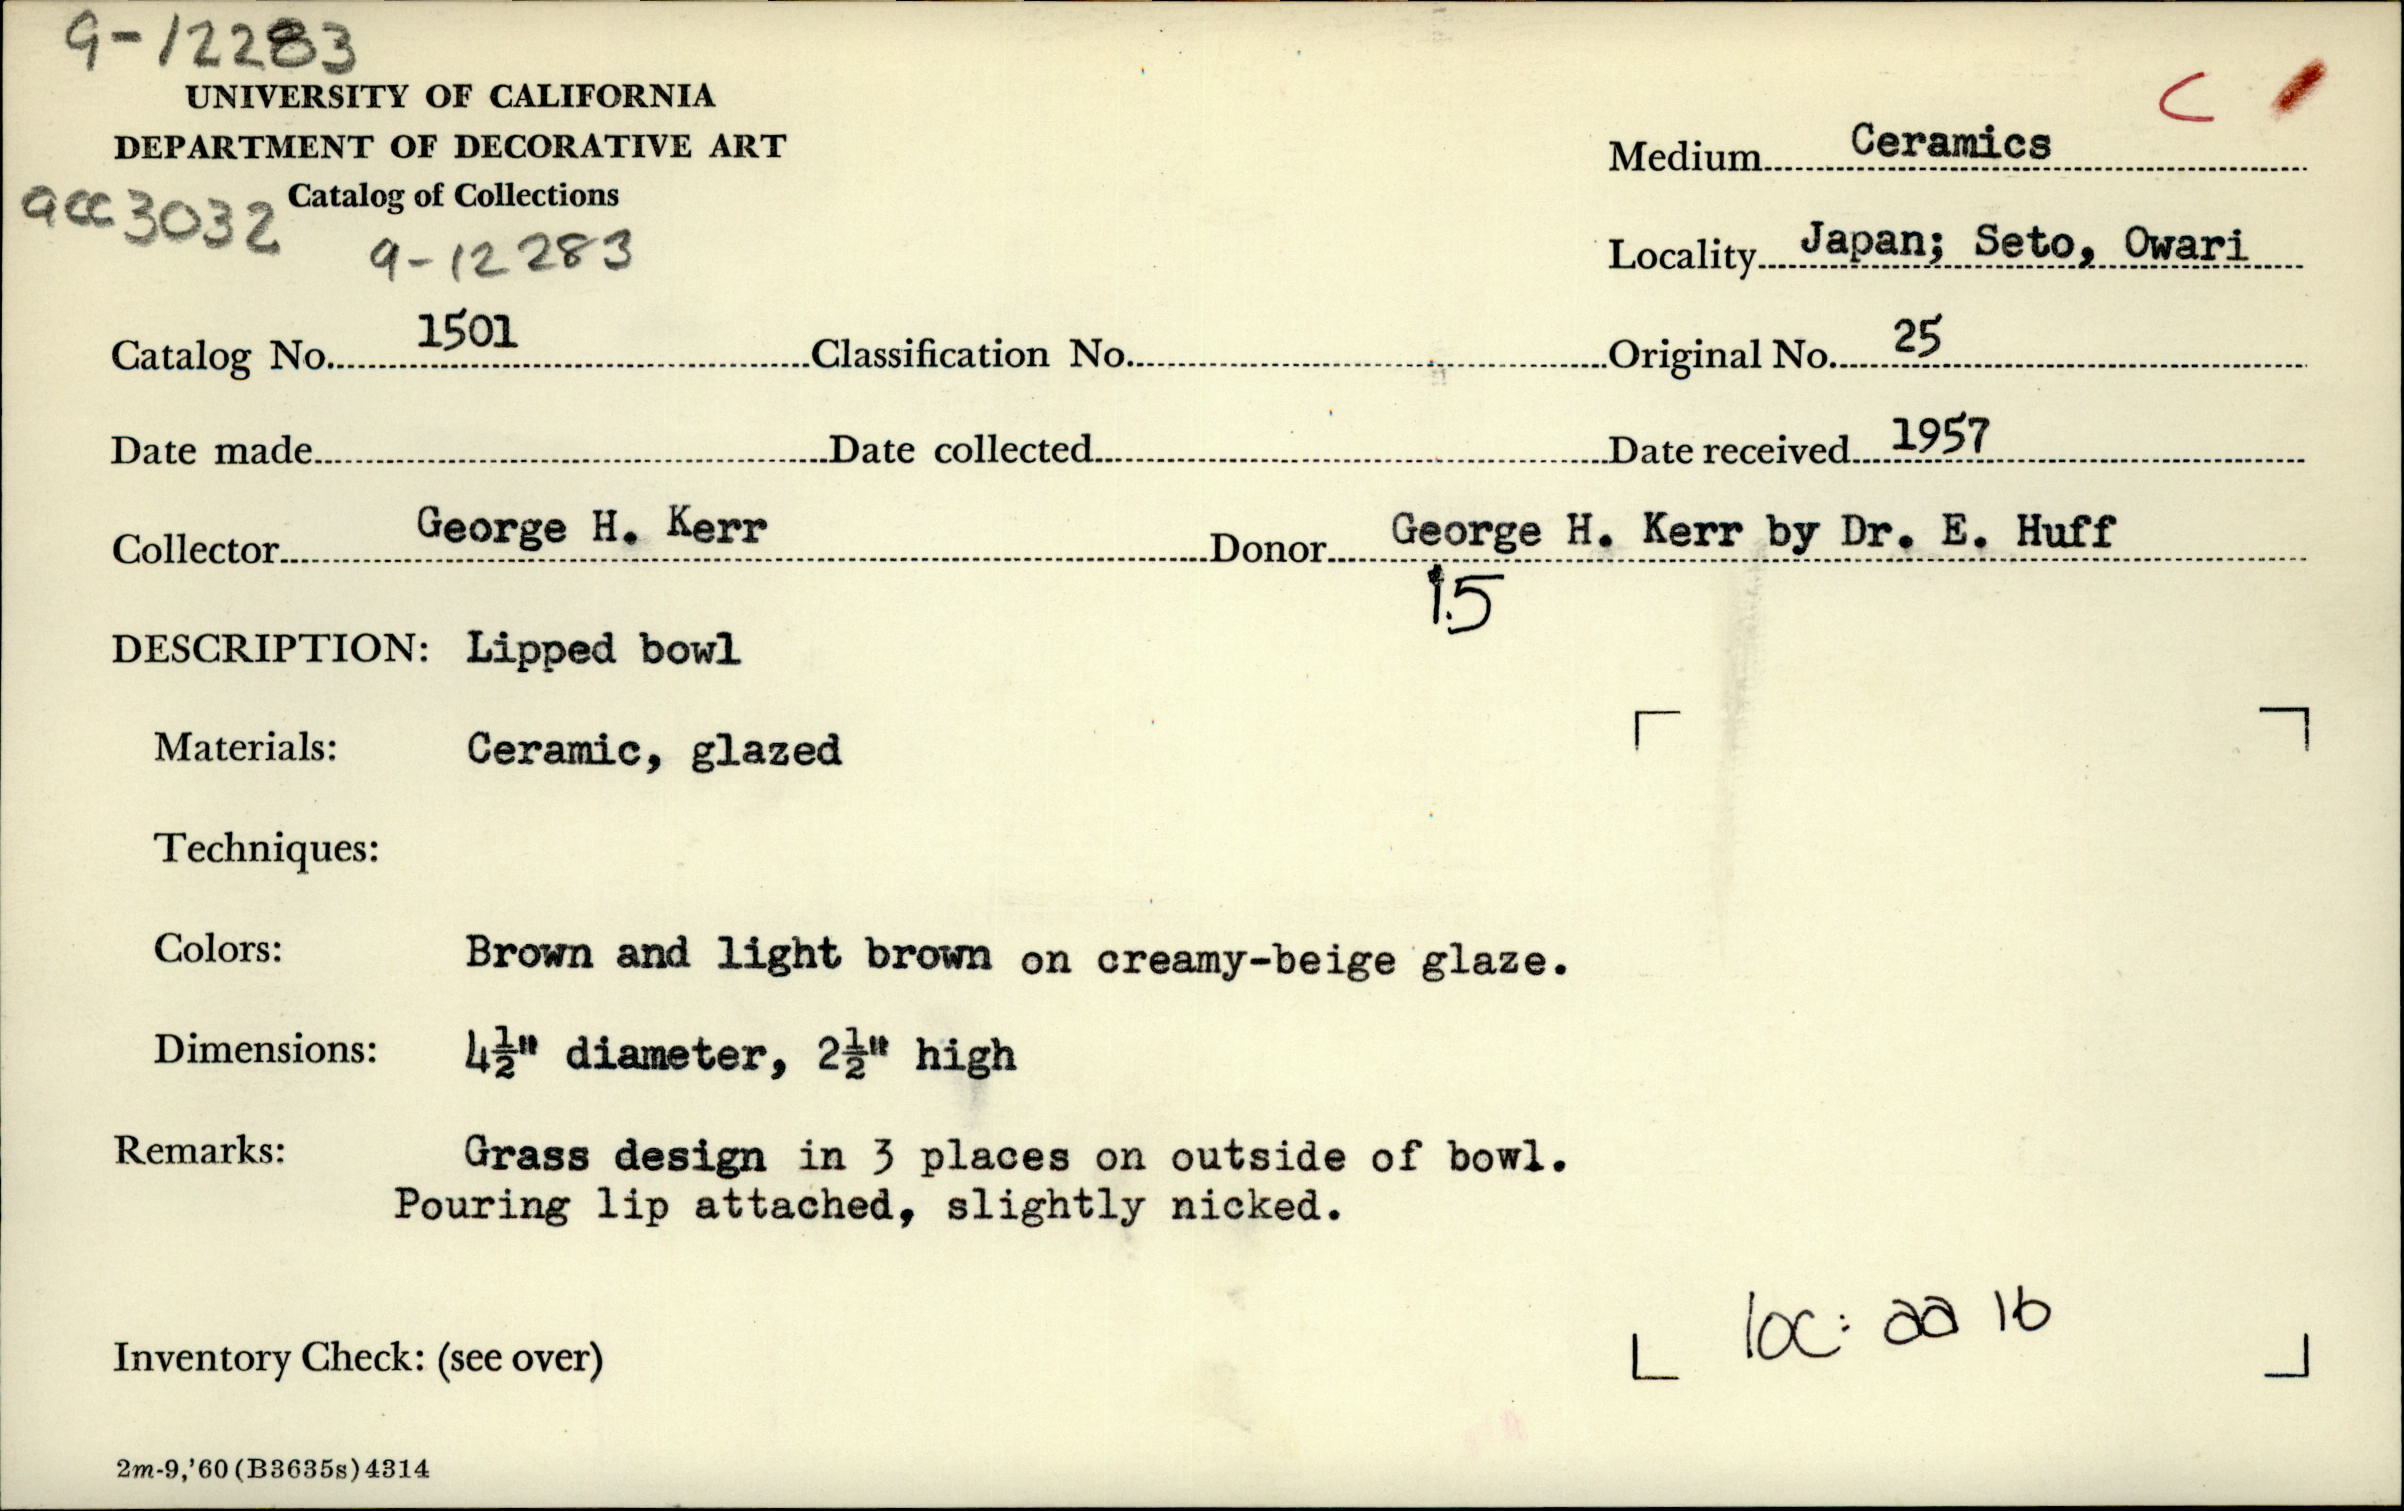 9-12283
UNIVERSITY OF CALIFORNIA
DEPARTMENT OF DECORATIVE ART
Catalog of Collections
acc 3032
9-12283
C
Medium Ceramics
Locality Japan; Seto, Owari
Catalog No. 1501 Classification No. Original No. 25
Date made Date collected Date received 1957
Collector George H. Kerr Donor George H. Kerr by Dr. E. Huff
15
DESCRIPTION: Lipped bowl
Materials: Ceramic, glazed
Techniques:
Colors: Brown and light brown on creamy-beige glaze.
Dimensions: 4½" diameter, 2½" high
Remarks: Grass design in 3 places on outside of bowl.
Pouring lip attached, slightly nicked.
loc: aa 16
Inventory Check: (see over)
2m-9,'60(B3635s)4314